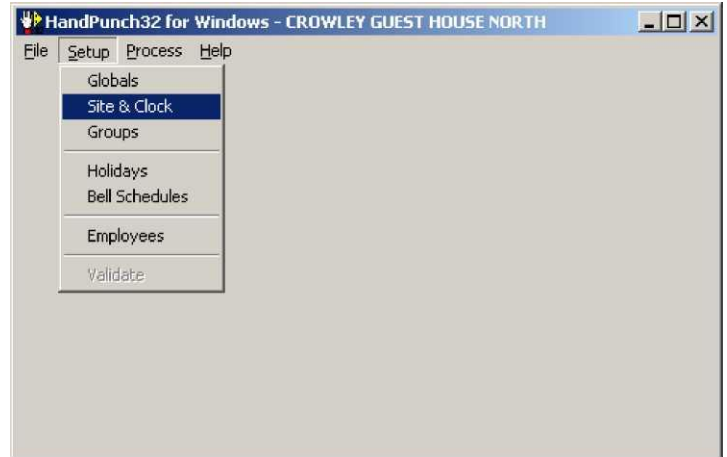 HandPunch32 for Windows - CROWLEY GUEST HOUSE NORTH
File Setup Process Help
Globals
Site & Clock
Groups
Holidays
Bell Schedules
Employees
Validate